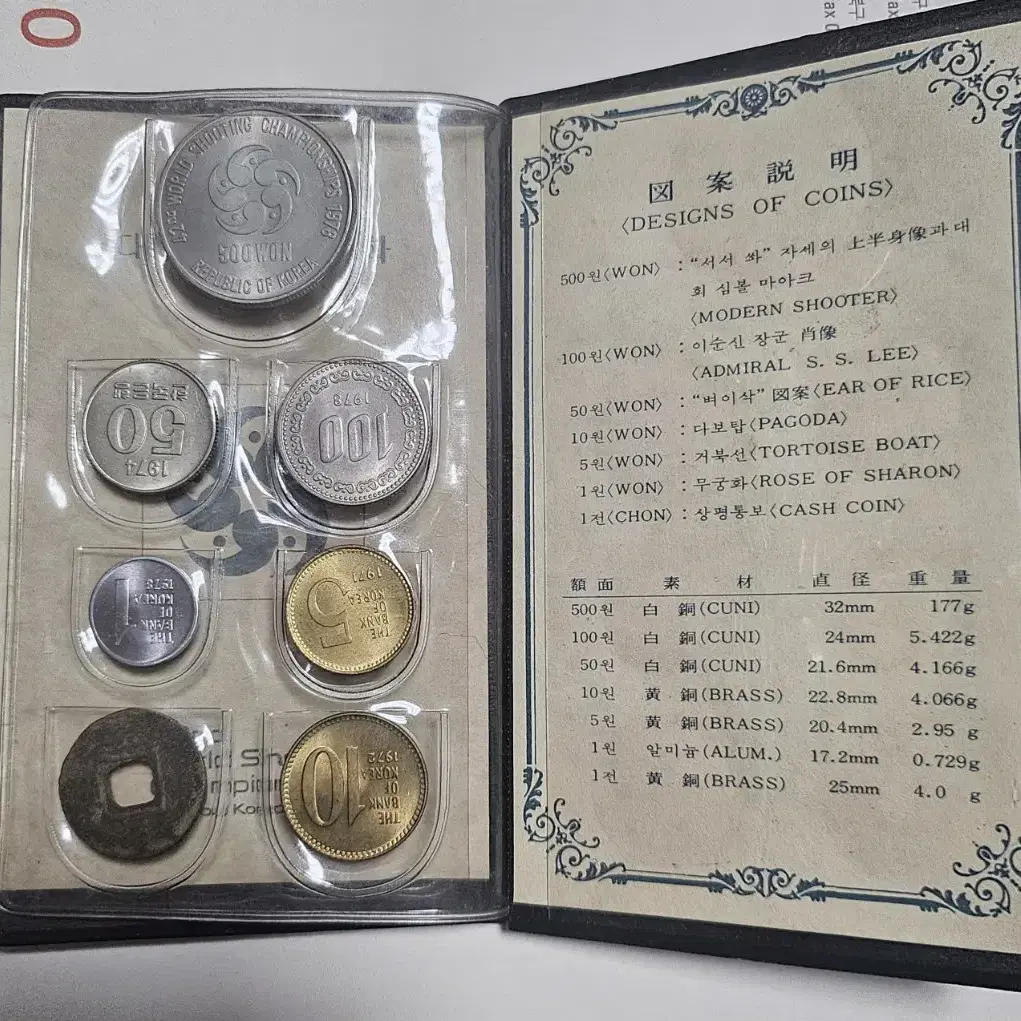 42ND WORLD SHOOTING CHAMPIONSHIPS 1978
500WON
REPUBLIC OF KOREA
한국은행
50
1974
1978
100
1
1978
THE
BANK
OF
KOREA
5
1971
THE
BANK
OF
KOREA
10
1972
THE
BANK
OF
KOREA
図案説明
〈DESIGNS OF COINS〉
500원〈WON〉 : “서서 쏴” 자세의 上半身像과 대
회 심볼 마아크
〈MODERN SHOOTER〉
100원〈WON〉 : 이순신 장군 肖像
〈ADMIRAL S. S. LEE〉
50원〈WON〉 : “벼이삭” 図案〈EAR OF RICE〉
10원〈WON〉 : 다보탑〈PAGODA〉
5원〈WON〉 : 거북선〈TORTOISE BOAT〉
1원〈WON〉 : 무궁화〈ROSE OF SHARON〉
1전〈CHON〉 : 상평통보〈CASH COIN〉
額面 素材 直径 重量
500원 白銅(CUNI) 32mm 177g
100원 白銅(CUNI) 24mm 5.422g
50원 白銅(CUNI) 21.6mm 4.166g
10원 黄銅(BRASS) 22.8mm 4.066g
5원 黄銅(BRASS) 20.4mm 2.95 g
1원 알미늄(ALUM.) 17.2mm 0.729g
1전 黄銅(BRASS) 25mm 4.0 g